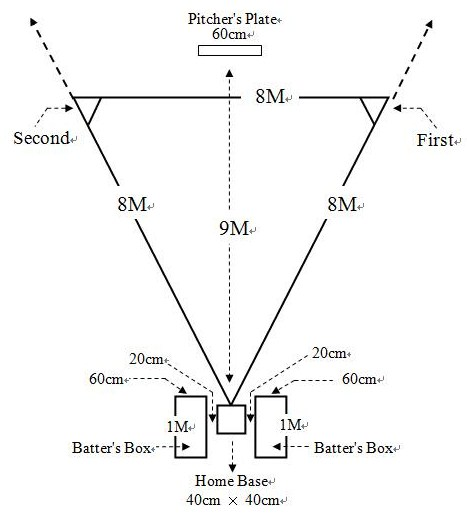 Pitcher's Plate
60cm
8M
Second
First
8M
8M
9M
20cm
20cm
60cm
60cm
1M
1M
Batter's Box
Batter's Box
Home Base
40cm × 40cm